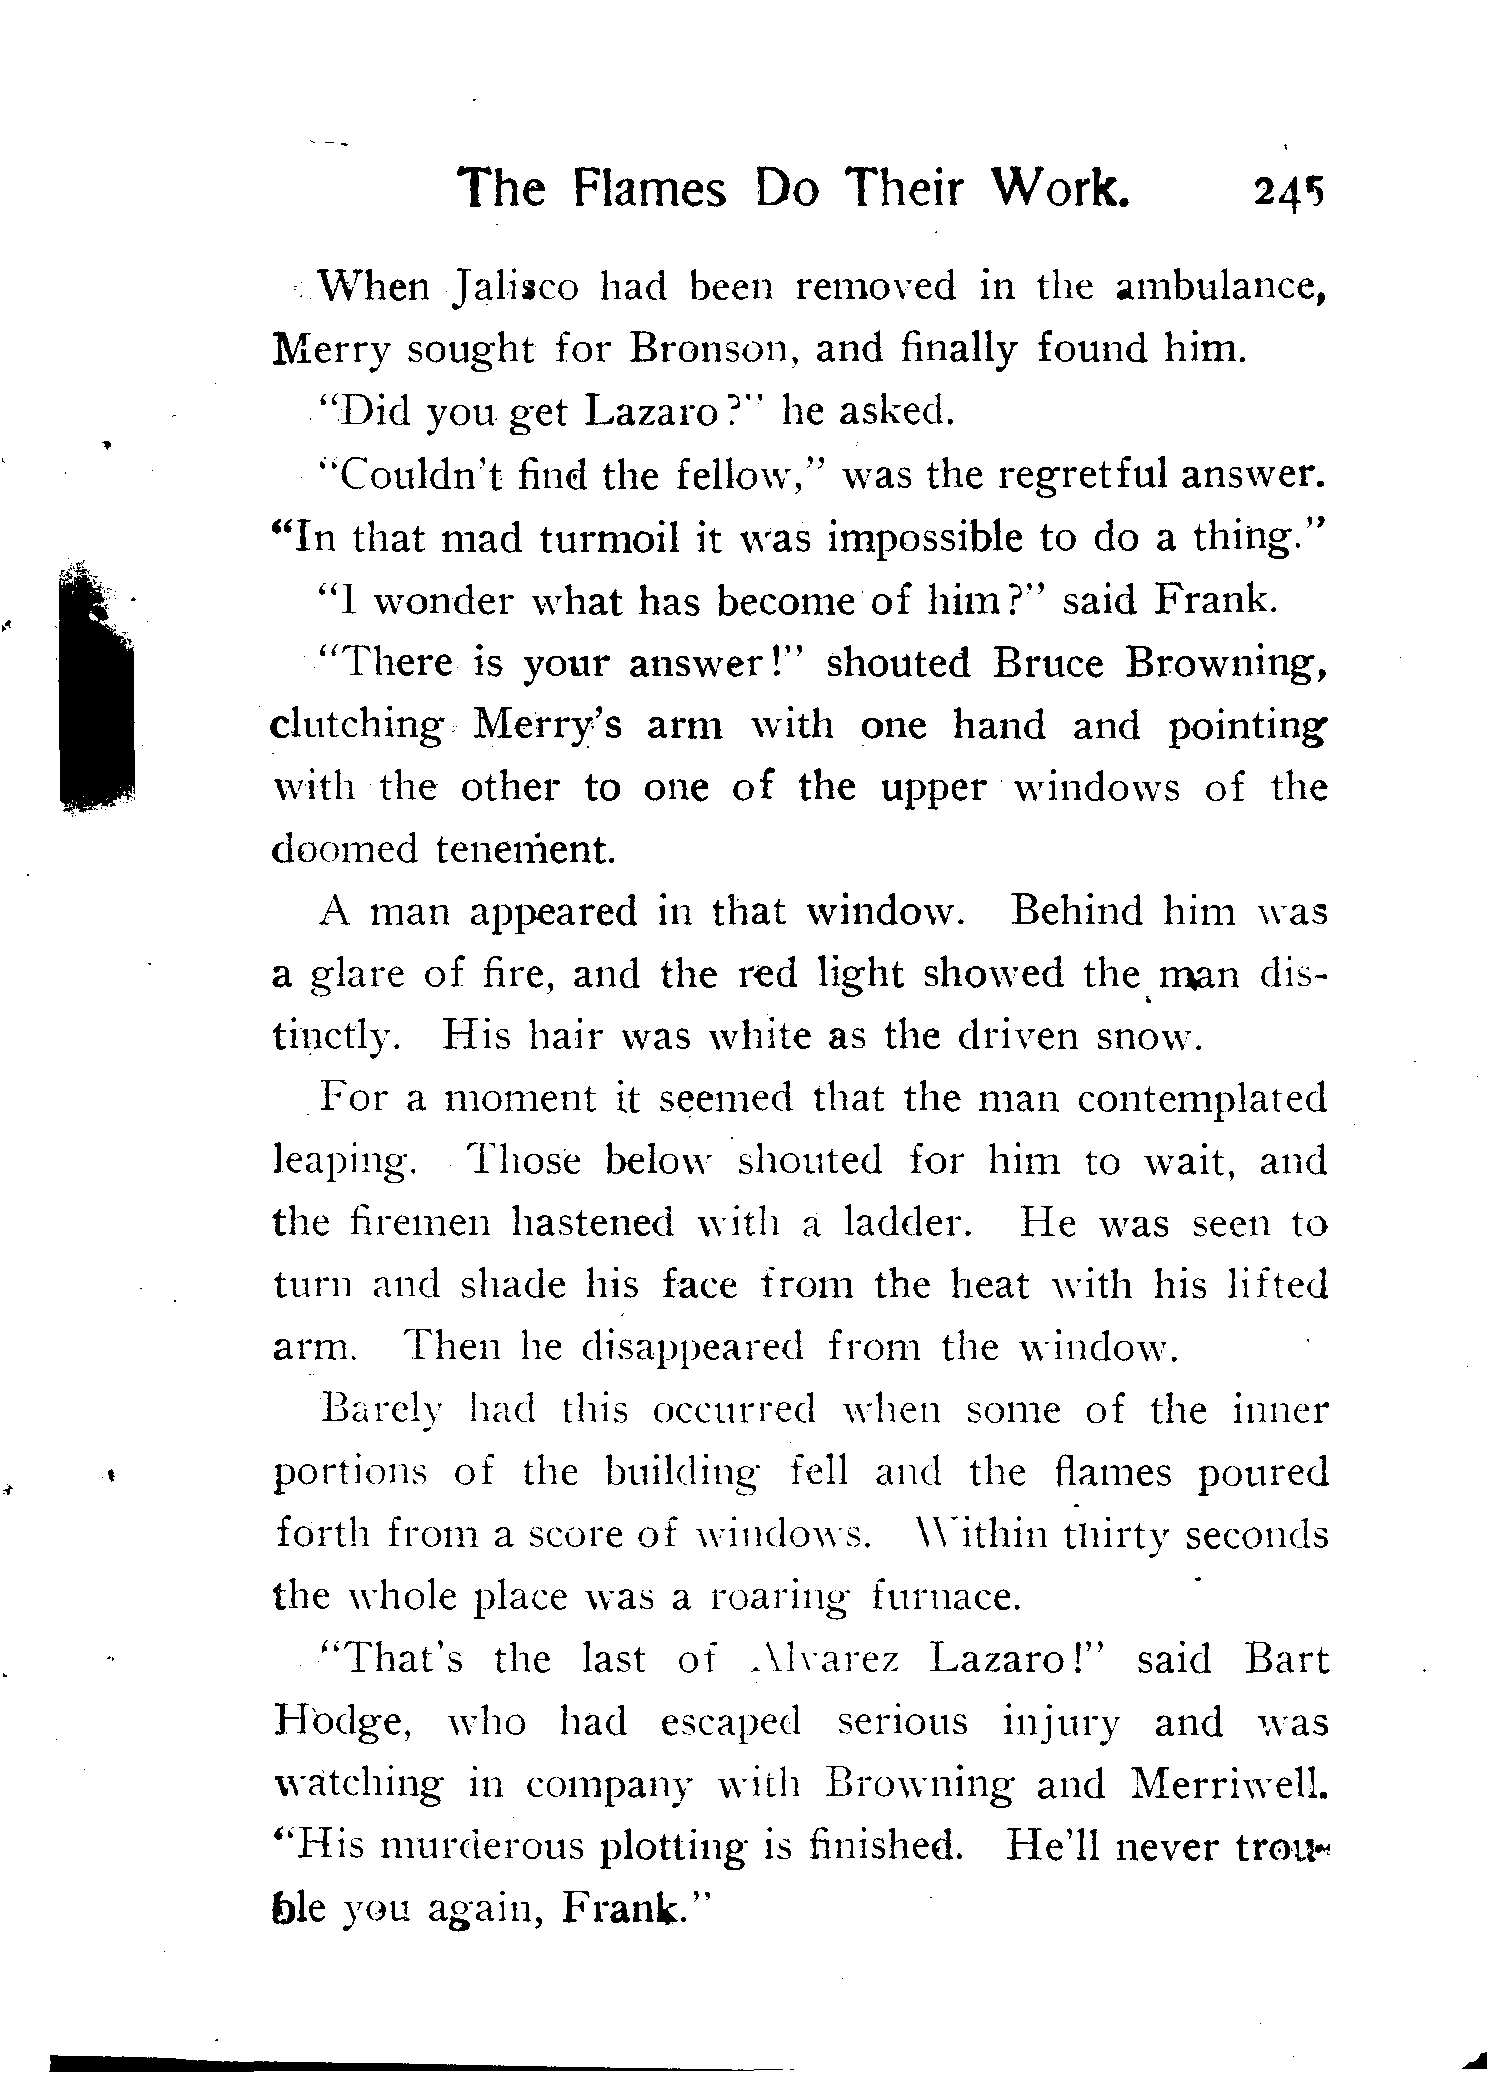 The Flames Do Their Work. 245
When Jalisco had been removed in the ambulance,
Merry sought for Bronson, and finally found him.
"Did you get Lazaro?" he asked.
"Couldn't find the fellow," was the regretful answer.
"In that mad turmoil it was impossible to do a thing."
"I wonder what has become of him?" said Frank.
"There is your answer!" shouted Bruce Browning,
clutching Merry's arm with one hand and pointing
with the other to one of the upper windows of the
doomed tenement.
A man appeared in that window. Behind him was
a glare of fire, and the red light showed the man dis-
tinctly. His hair was white as the driven snow.
For a moment it seemed that the man contemplated
leaping. Those below shouted for him to wait, and
the firemen hastened with a ladder. He was seen to
turn and shade his face from the heat with his lifted
arm. Then he disappeared from the window.
Barely had this occurred when some of the inner
portions of the building fell and the flames poured
forth from a score of windows. Within thirty seconds
the whole place was a roaring furnace.
"That's the last of Alvarez Lazaro!" said Bart
Hodge, who had escaped serious injury and was
watching in company with Browning and Merriwell.
"His murderous plotting is finished. He'll never trou-
ble you again, Frank."